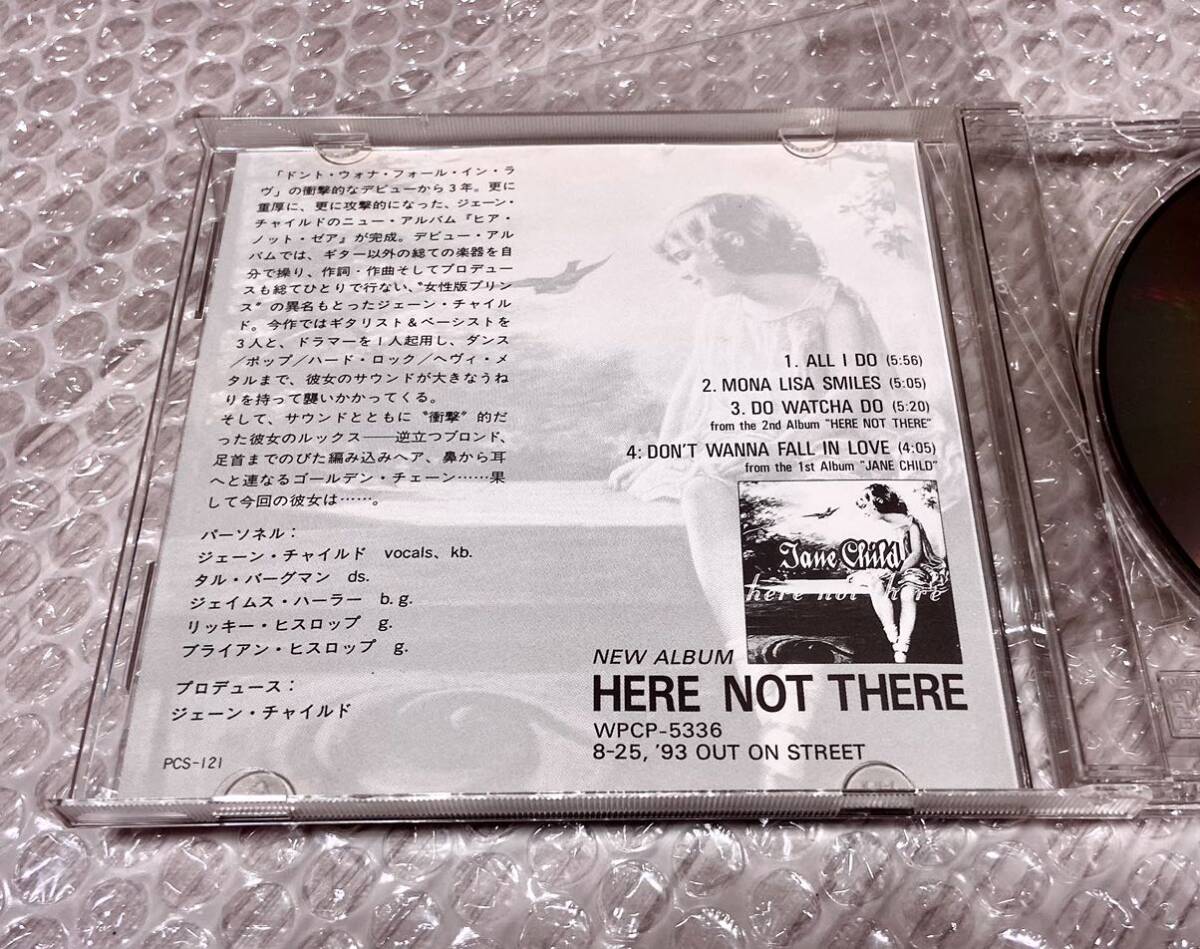 「ドント・ウォナ・フォール・イン・ラ
ヴ」の衝撃的なデビューから3年。更に
重厚に、更に攻撃的になった、ジェーン・
チャイルドのニュー・アルバム『ヒア・
ノット・ゼア』が完成。デビュー・アル
バムでは、ギター以外の総ての楽器を自
分で操り、作詞・作曲そしてプロデュー
スも総てひとりで行ない、〝女性版プリン
ス〟の異名もとったジェーン・チャイル
ド。今作ではギタリスト&ベーシストを
3人と、ドラマーを1人起用し、ダンス
/ポップ/ハード・ロック/ヘヴィ・メ
タルまで、彼女のサウンドが大きなうね
りを持って襲いかかってくる。
そして、サウンドとともに〝衝撃〟的だ
った彼女のルックス――逆立つブロンド、
足首までのびた編み込みヘア、鼻から耳
へと連なるゴールデン・チェーン……果
して今回の彼女は……。
パーソネル:
ジェーン・チャイルド vocals、kb.
タル・バーグマン ds.
ジェイムス・ハーラー b. g.
リッキー・ヒスロップ g.
ブライアン・ヒスロップ g.
プロデュース:
ジェーン・チャイルド
PCS-121
1. ALL I DO (5:56)
2. MONA LISA SMILES (5:05)
3. DO WATCHA DO (5:20)
from the 2nd Album "HERE NOT THERE"
4: DON'T WANNA FALL IN LOVE (4:05)
from the 1st Album "JANE CHILD"
Jane Child
here not there
NEW ALBUM
HERE NOT THERE
WPCP-5336
8-25, '93 OUT ON STREET